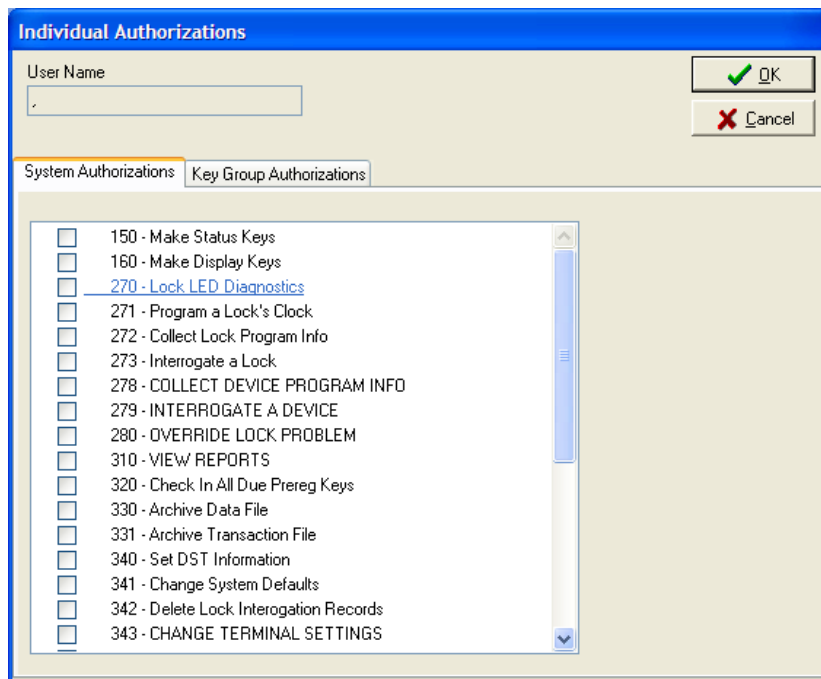 Individual Authorizations
User Name
OK
,
Cancel
System Authorizations
Key Group Authorizations
150 - Make Status Keys
160 - Make Display Keys
270 - Lock LED Diagnostics
271 - Program a Lock's Clock
272 - Collect Lock Program Info
273 - Interrogate a Lock
278 - COLLECT DEVICE PROGRAM INFO
279 - INTERROGATE A DEVICE
280 - OVERRIDE LOCK PROBLEM
310 - VIEW REPORTS
320 - Check In All Due Prereg Keys
330 - Archive Data File
331 - Archive Transaction File
340 - Set DST Information
341 - Change System Defaults
342 - Delete Lock Interogation Records
343 - CHANGE TERMINAL SETTINGS